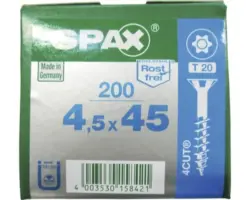 SPAX
Made in
Germany
Rost
frei
T 20
200
4,5x45
4CUT®
4 003530 158421